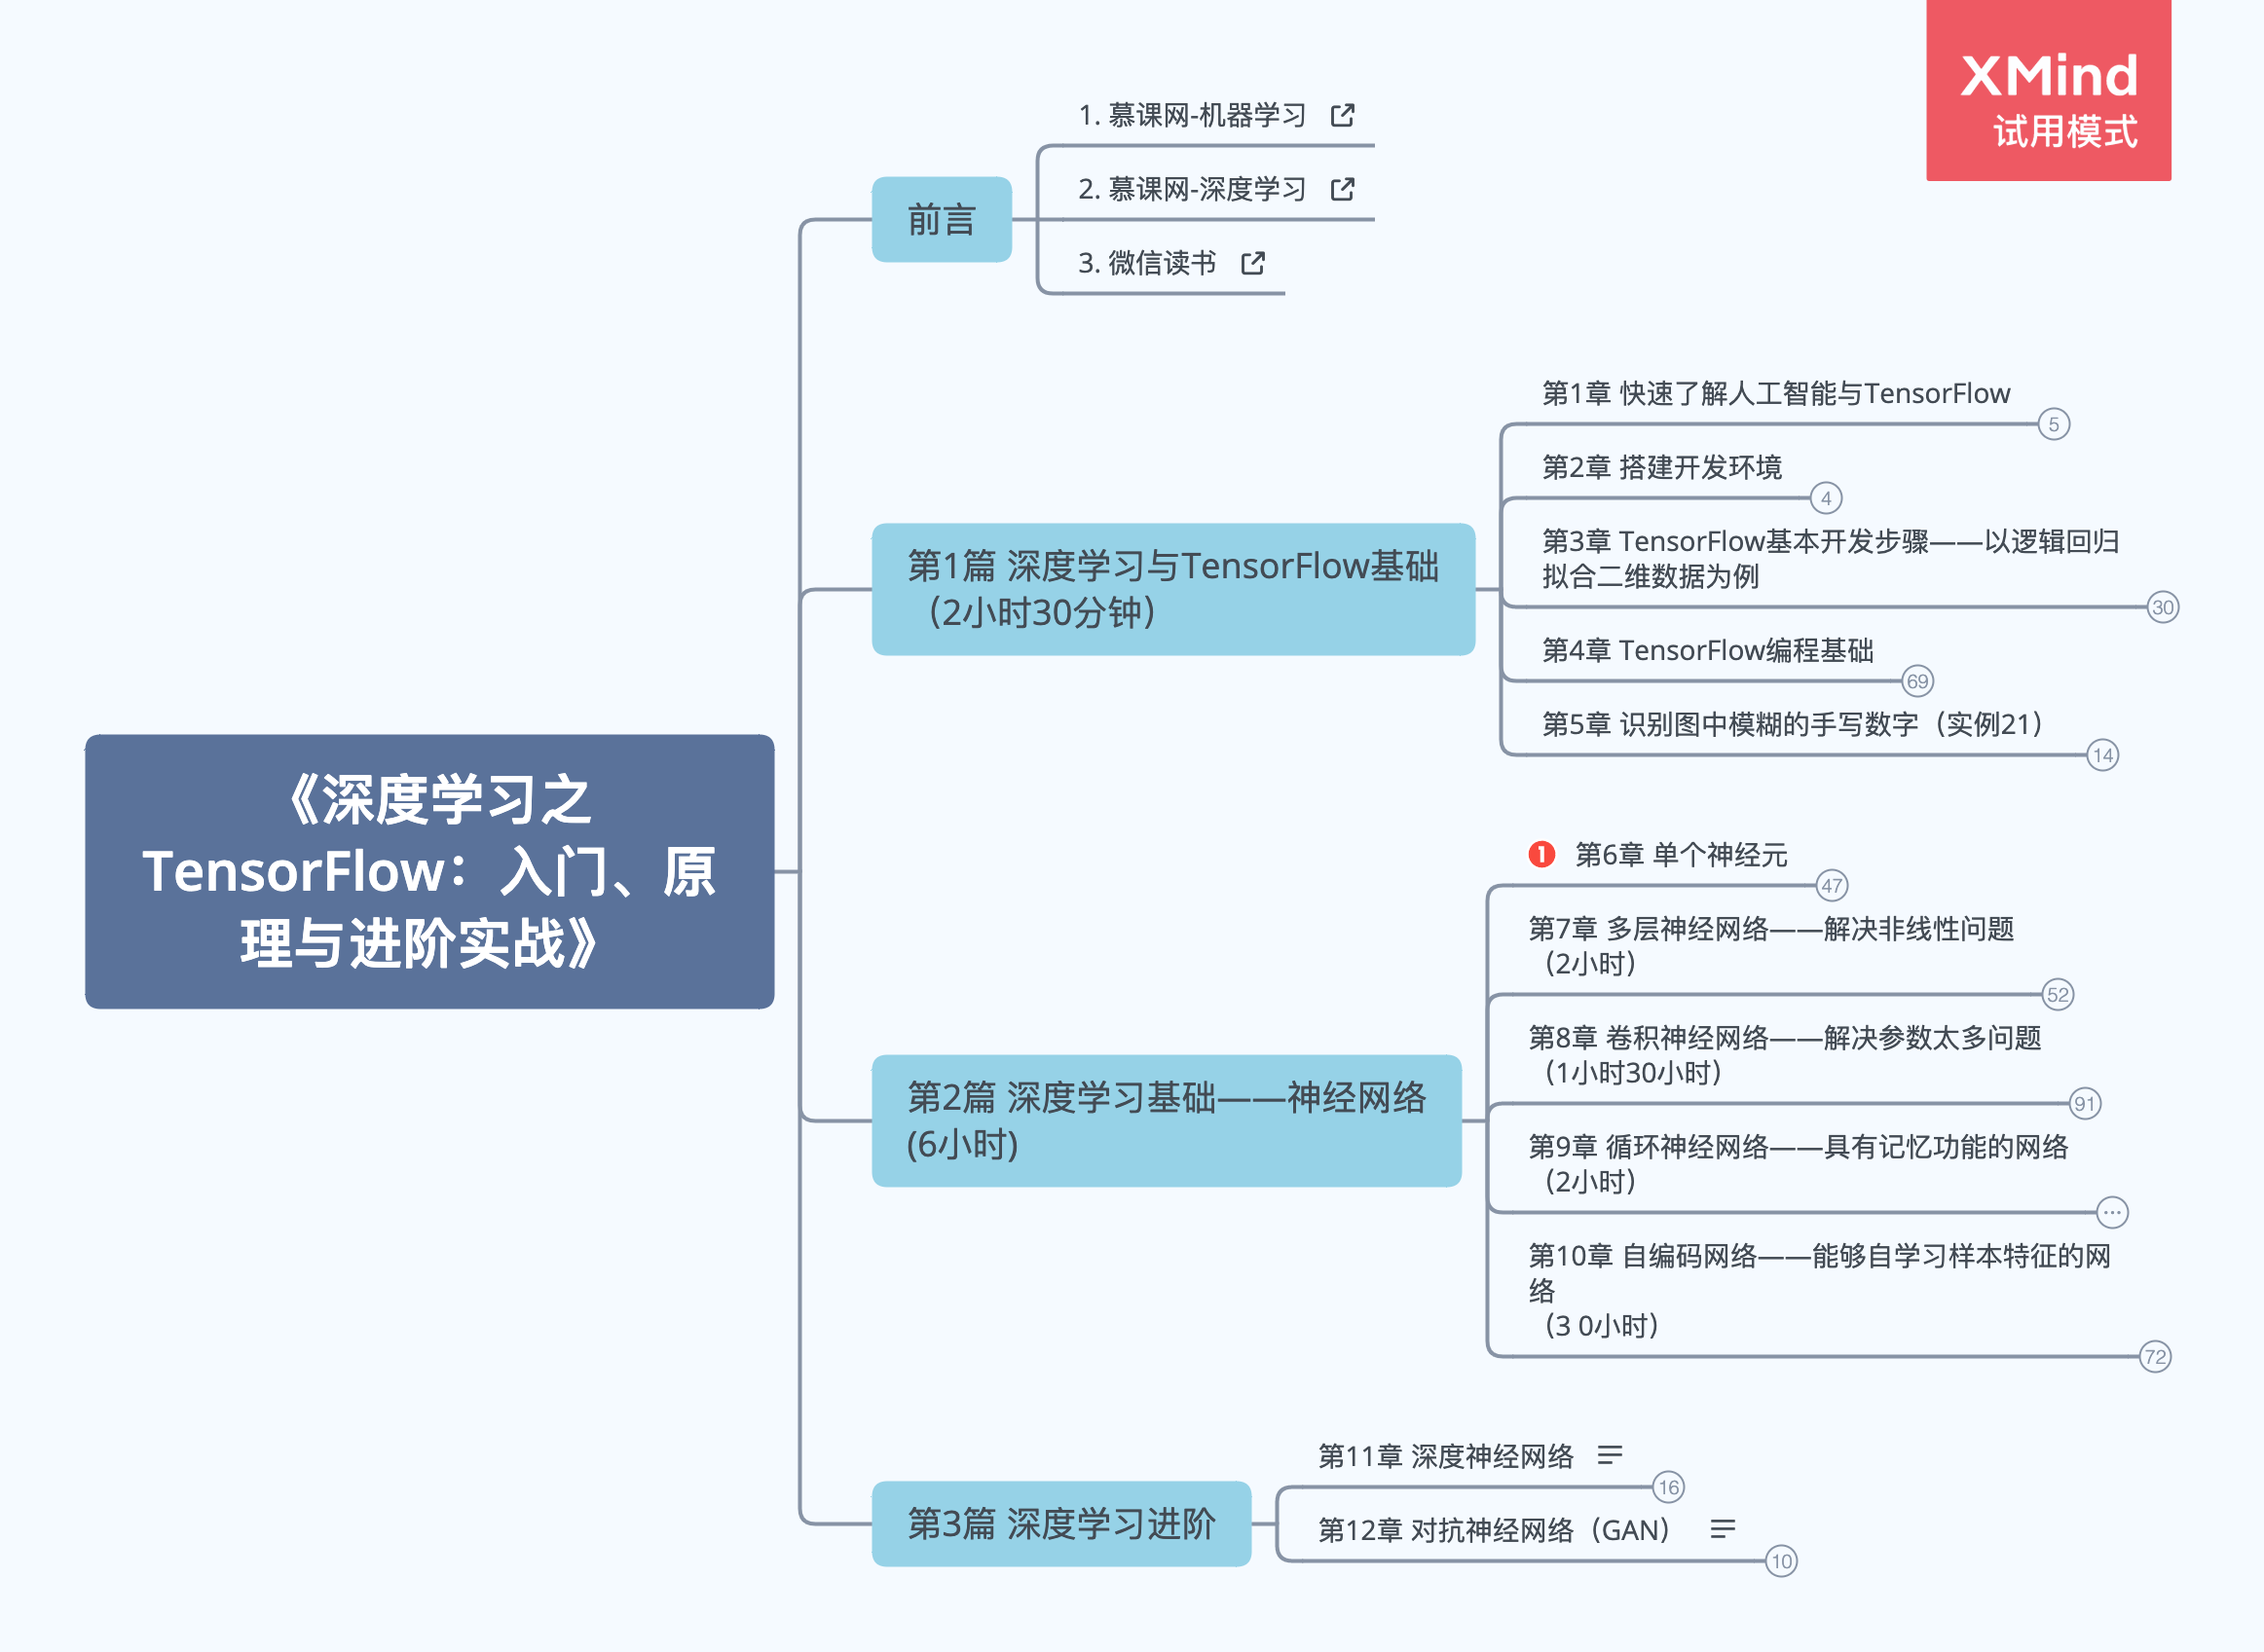 XMind
试用模式
《深度学习之
TensorFlow：入门、原
理与进阶实战》
前言
1. 慕课网-机器学习
2. 慕课网-深度学习
3. 微信读书
第1篇 深度学习与TensorFlow基础
（2小时30分钟）
第1章 快速了解人工智能与TensorFlow
5
第2章 搭建开发环境
4
第3章 TensorFlow基本开发步骤——以逻辑回归
拟合二维数据为例
30
第4章 TensorFlow编程基础
69
第5章 识别图中模糊的手写数字（实例21）
14
第2篇 深度学习基础——神经网络
(6小时)
1 第6章 单个神经元
47
第7章 多层神经网络——解决非线性问题
（2小时）
52
第8章 卷积神经网络——解决参数太多问题
（1小时30小时）
91
第9章 循环神经网络——具有记忆功能的网络
（2小时）
...
第10章 自编码网络——能够自学习样本特征的网
络
（3 0小时）
72
第3篇 深度学习进阶
第11章 深度神经网络
16
第12章 对抗神经网络（GAN）
10